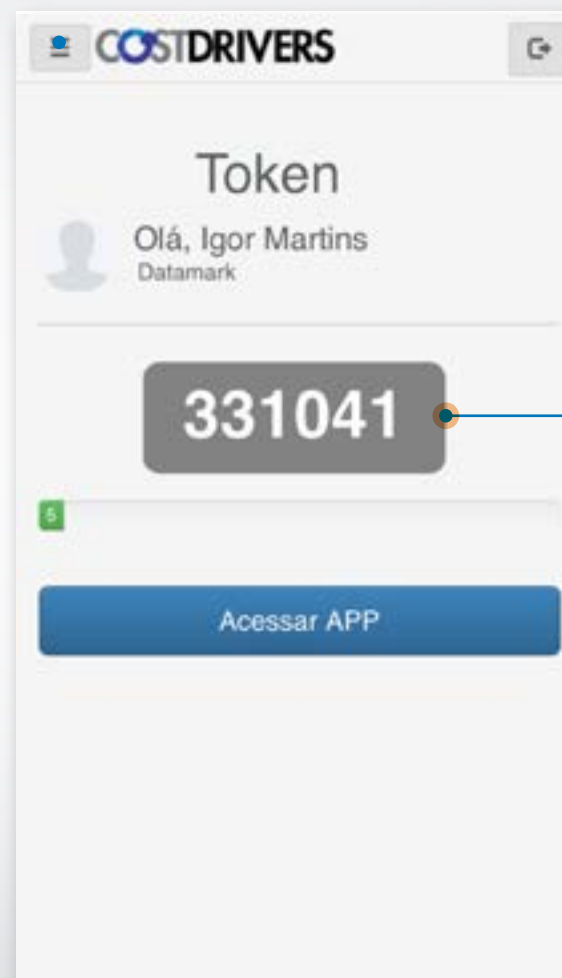 COSTDRIVERS
Token
Olá, Igor Martins
Datamark
331041
5
Acessar APP